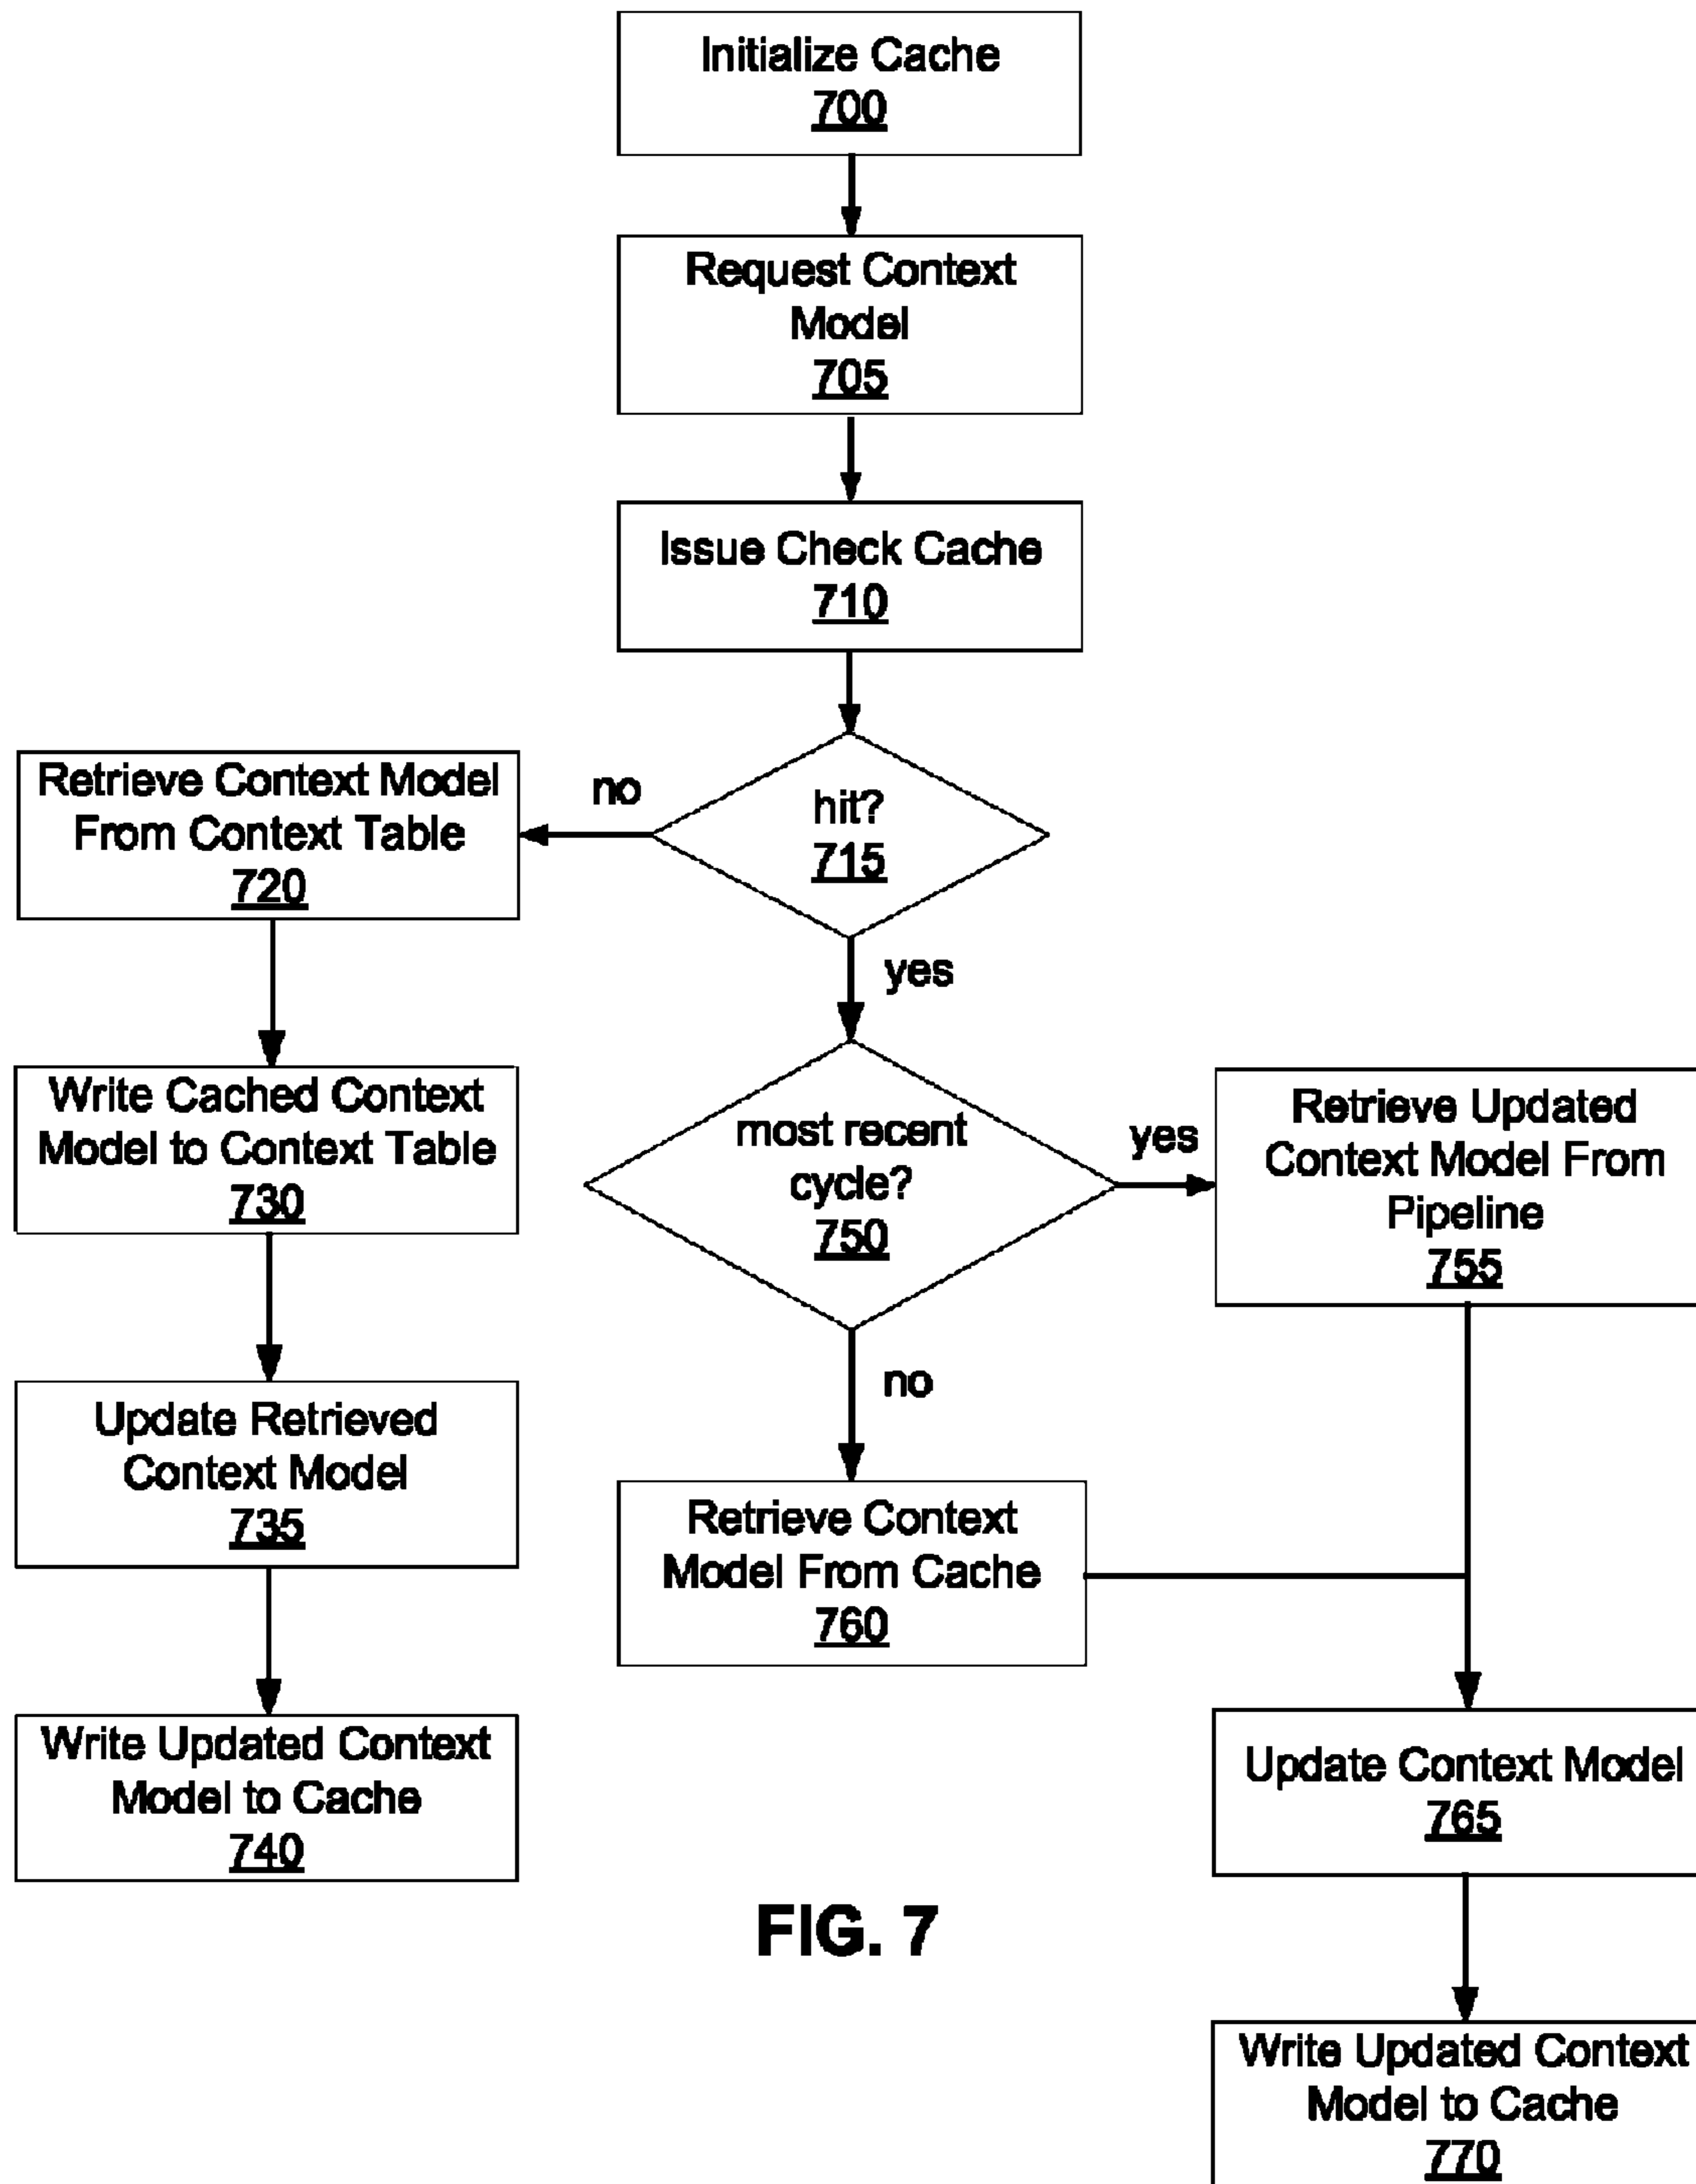 Initialize Cache
700
Request Context
Model
705
Issue Check Cache
710
hit?
715
no
yes
Retrieve Context Model
From Context Table
720
Write Cached Context
Model to Context Table
730
Update Retrieved
Context Model
735
Write Updated Context
Model to Cache
740
most recent
cycle?
750
yes
no
Retrieve Updated
Context Model From
Pipeline
755
Retrieve Context
Model From Cache
760
Update Context Model
765
Write Updated Context
Model to Cache
770
FIG. 7